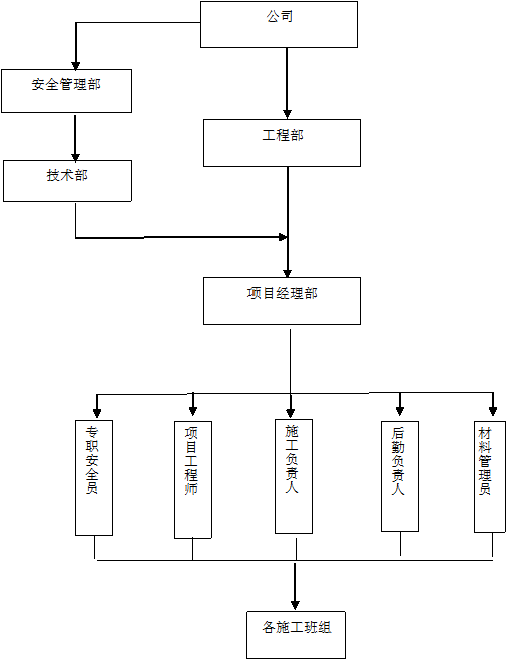 公司
安全管理部
工程部
技术部
项目经理部
专职安全员
项目工程师
施工负责人
后勤负责人
材料管理员
各施工班组